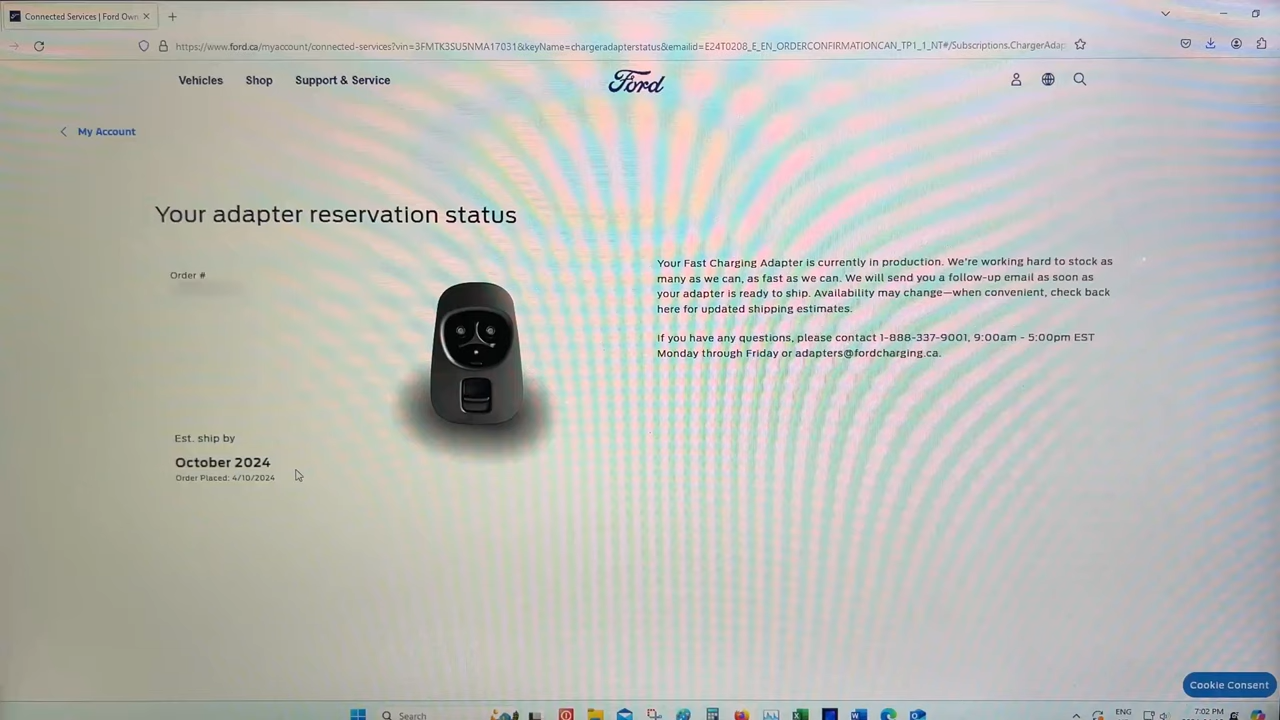 Connected Services | Ford Own
https://www.ford.ca/myaccount/connected-services?vin=3FMTK3SU5NMA17031&keyName=chargeradapterstatus&emailid=E24T0208_E_EN_ORDERCONFIRMATIONCAN_TP1_1_NT#/Subscriptions.ChargerAdap
Vehicles Shop Support & Service Ford
My Account
Your adapter reservation status
Order #
Your Fast Charging Adapter is currently in production. We're working hard to stock as
many as we can, as fast as we can. We will send you a follow-up email as soon as
your adapter is ready to ship. Availability may change—when convenient, check back
here for updated shipping estimates.
If you have any questions, please contact 1-888-337-9001, 9:00am - 5:00pm EST
Monday through Friday or adapters@fordcharging.ca.
Est. ship by
October 2024
Order Placed: 4/10/2024
Cookie Consent
Search
ENG
7:02 PM